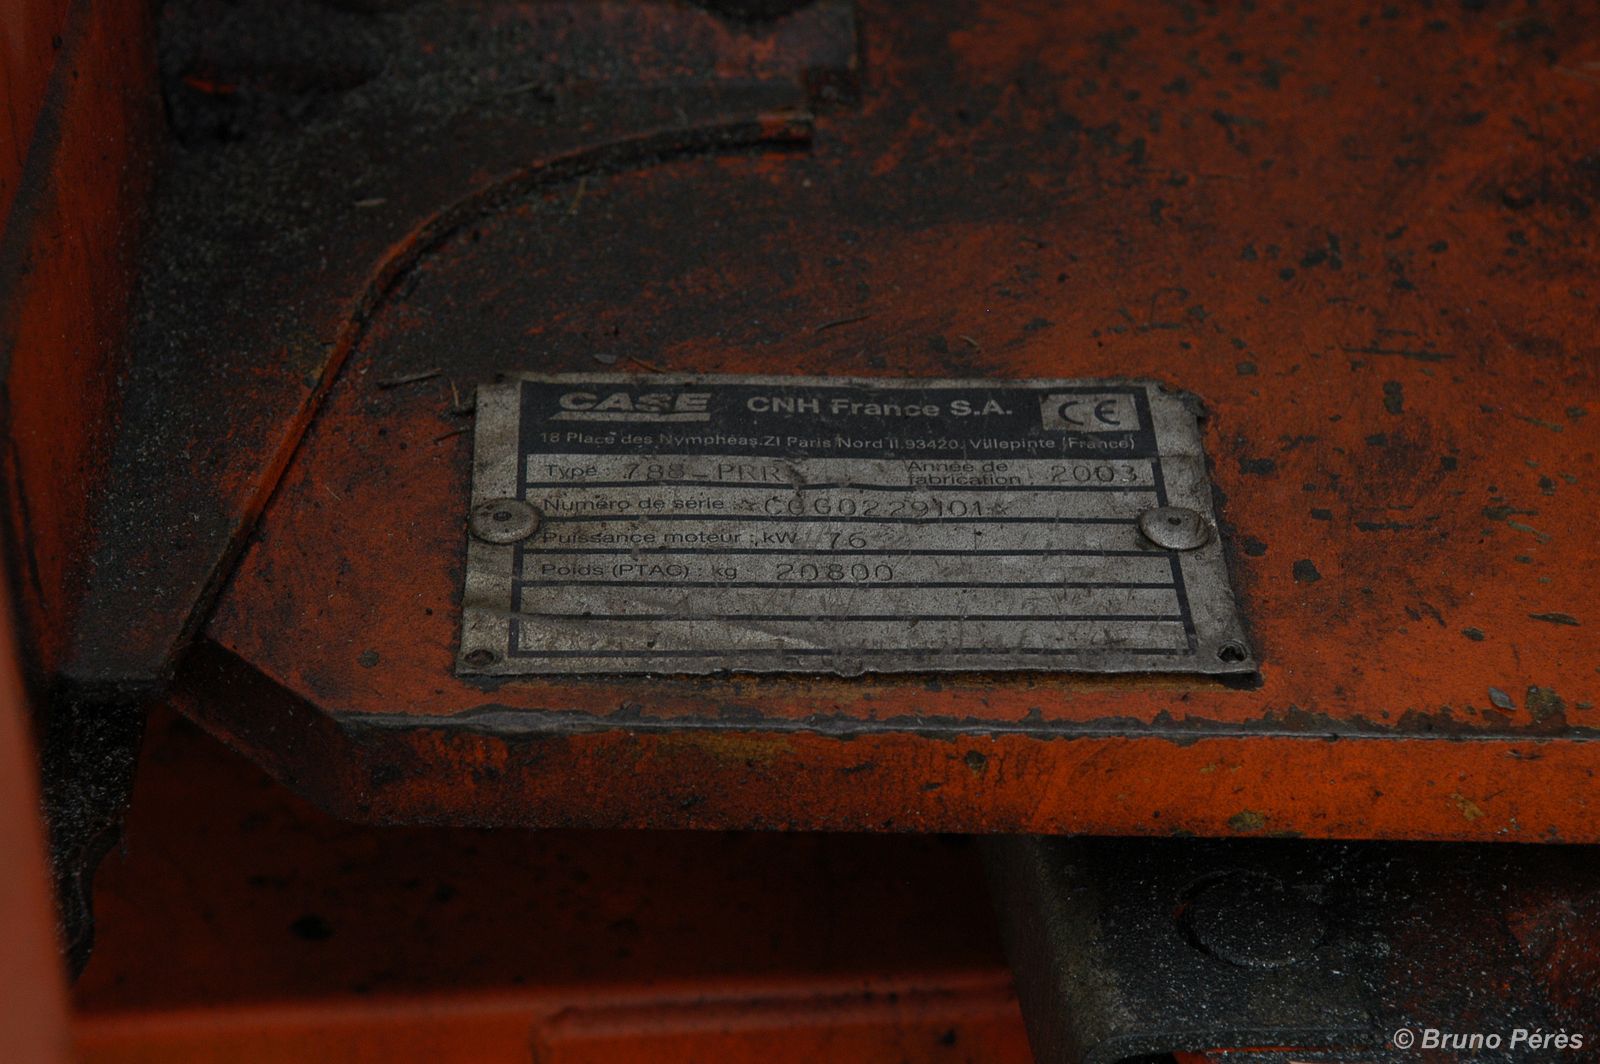 CASE CNH France S.A. CE
18 Place des Nymphéas.ZI Paris Nord II.93420.Villepinte (France)
Type : 788-PRR Année de fabrication : 2003
Numéro de série : *CGG0229101*
Puissance moteur : kW 76
Poids (PTAC) : kg 20800
© Bruno Pérès